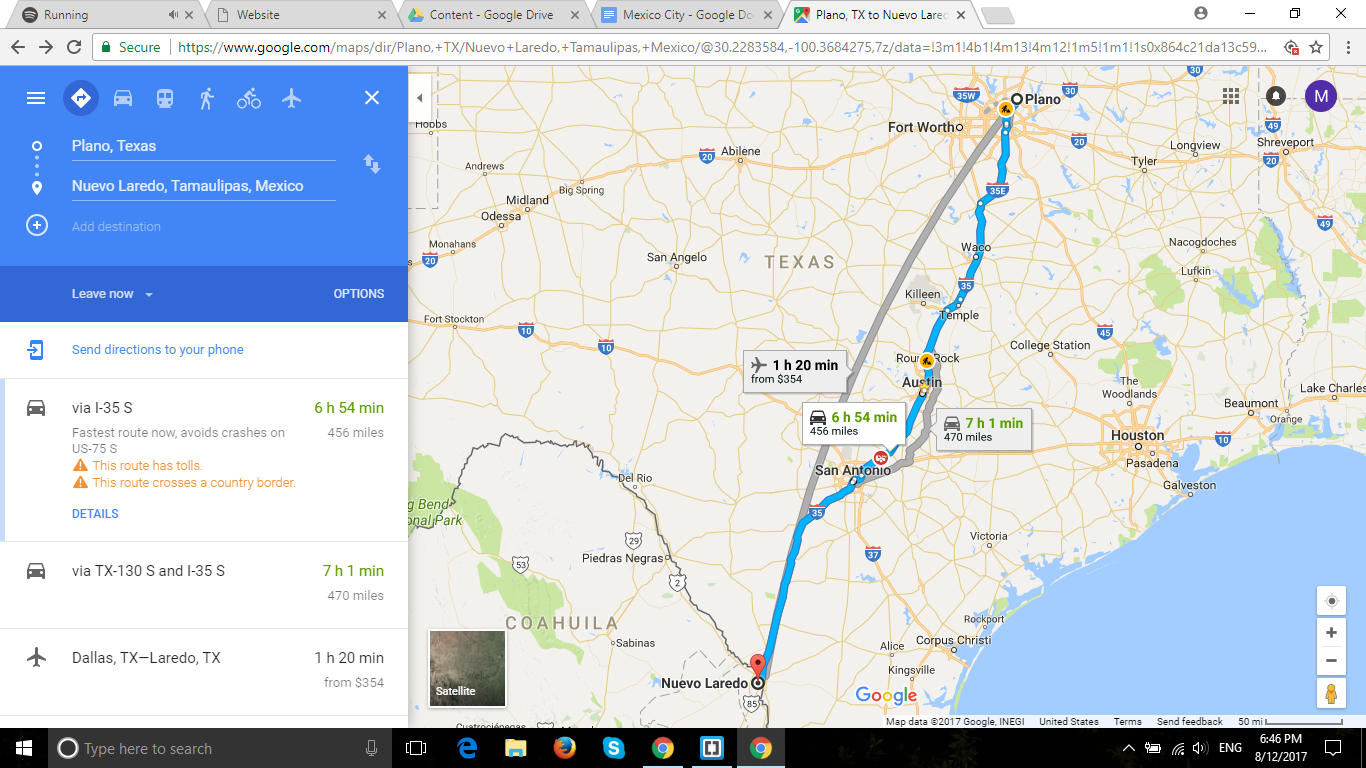 Running
Website
Content - Google Drive
Mexico City - Google Do
Plano, TX to Nuevo Lared
Secure
https://www.google.com/maps/dir/Plano,+TX/Nuevo+Laredo,+Tamaulipas,+Mexico/@30.2283584,-100.3684275,7z/data=!3m1!4b1!4m13!4m12!1m5!1m1!1s0x864c21da13c59...
Plano, Texas
Nuevo Laredo, Tamaulipas, Mexico
Add destination
Leave now
OPTIONS
Send directions to your phone
via I-35 S
6 h 54 min
Fastest route now, avoids crashes on
456 miles
US-75 S
This route has tolls.
This route crosses a country border.
DETAILS
via TX-130 S and I-35 S
7 h 1 min
470 miles
Dallas, TX—Laredo, TX
1 h 20 min
from $354
M
30
35W
Plano
30
Hobbs
Fort Worth
49
20
Longview
Shreveport
Abilene
20
20
Tyler
Andrews
Big Spring
35E
Midland
Odessa
49
Monahans
Waco
Nacogdoches
20
San Angelo
TEXAS
Lufkin
35
Killeen
Temple
Fort Stockton
10
10
45
College Station
Round Rock
1 h 20 min
from $354
Austin
The
Woodlands
Lake Charles
Beaumont
6 h 54 min
456 miles
7 h 1 min
470 miles
Orange
Houston
10
Pasadena
San Antonio
Galveston
Del Rio
g Bend
onal Park
35
29
Victoria
37
53
Piedras Negras
2
COAHUILA
Rockport
Sabinas
Alice
Corpus Christi
Kingsville
Nuevo Laredo
85
Satellite
Google
Cuatrociénegas
Map data ©2017 Google, INEGI
United States
Terms
Send feedback
50 mi
Type here to search
ENG
6:46 PM
8/12/2017